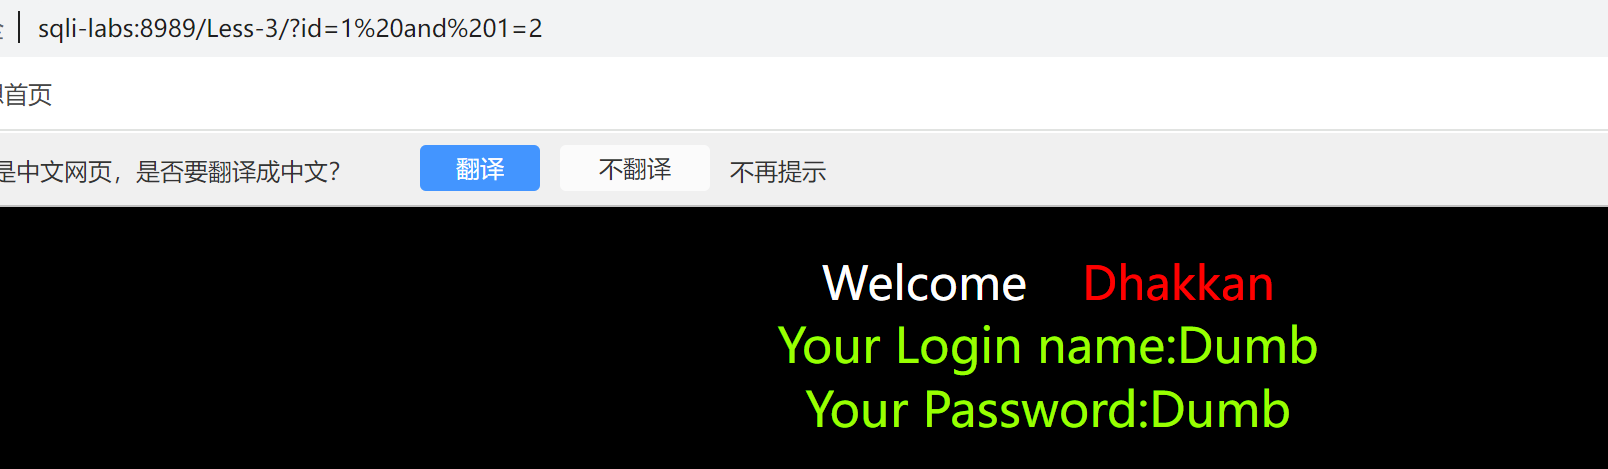 sqli-labs:8989/Less-3/?id=1%20and%201=2
首页
是中文网页，是否要翻译成中文？ 翻译 不翻译 不再提示
Welcome Dhakkan
Your Login name:Dumb
Your Password:Dumb